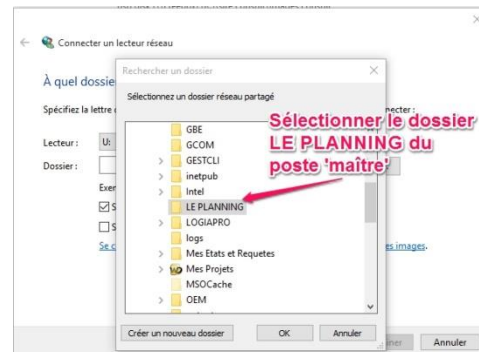 Connecter un lecteur réseau
À quel dossie
Rechercher un dossier
Spécifiez la lettre
Sélectionnez un dossier réseau partagé
necter :
Sélectionner le dossier
LE PLANNING du
poste 'maître'
Lecteur :
U:
Dossier :
Exer
S
S
Se c
es images.
GBE
GCOM
GESTCLI
inetpub
Intel
LE PLANNING
LOGIAPRO
logs
Mes Etats et Requetes
Mes Projets
MSOCache
OEM
Créer un nouveau dossier
OK
Annuler
iner
Annuler